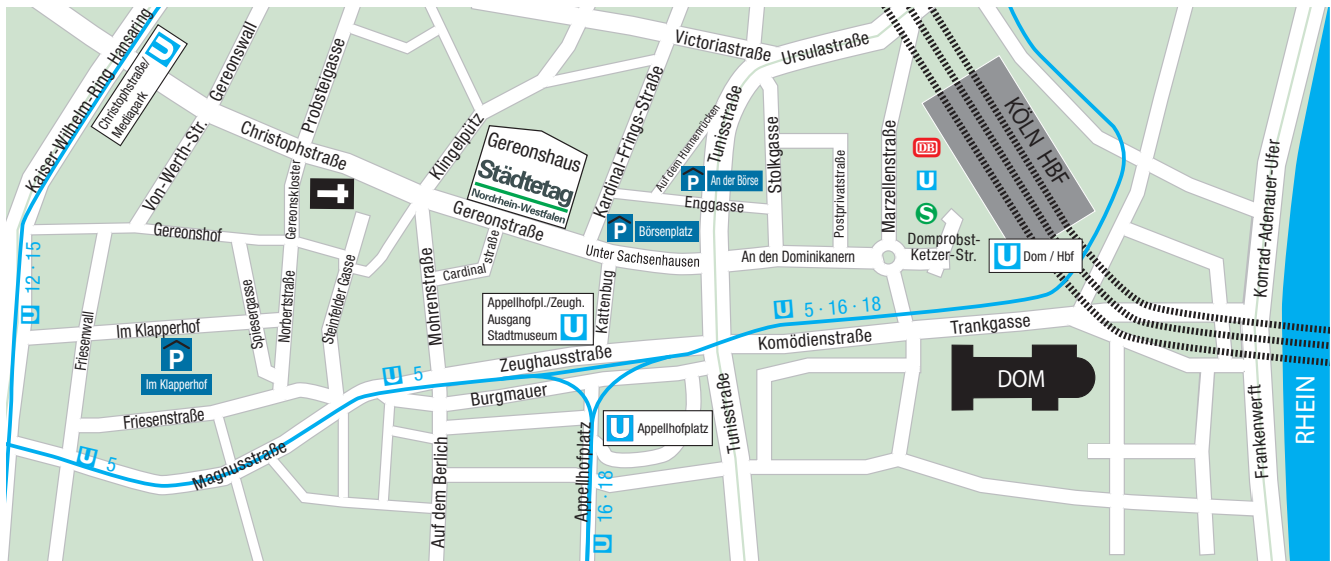 Kaiser-Wilhelm-Ring Hansaring
Christophstraße/
Mediapark
U
Gereonswall
Von-Werth-Str.
Probsteigasse
Christophstraße
Klingelpütz
Gereonshaus
Städtetag
Nordrhein-Westfalen
Gereonstraße
Kardinal-Frings-Straße
Victoriastraße
Ursulastraße
Auf dem Hunnenrücken
Tunisstraße
Stolkgasse
Postprivatstraße
Marzellenstraße
P
An der Börse
Enggasse
P
Börsenplatz
Unter Sachsenhausen
An den Dominikanern
DB
U
S
Domprobst-
Ketzer-Str.
KÖLN HBF
U Dom / Hbf
Konrad-Adenauer-Ufer
Gereonshof
Gereonskloster
Cardinal
straße
Mohrenstraße
U 12 · 15
Friesenwall
Im Klapperhof
P
Im Klapperhof
Spiesergasse
Norbertstraße
Steinfelder Gasse
Appellhofpl./Zeugh.
Ausgang
Stadtmuseum
U
Kattenbug
U 5 · 16 · 18
Komödienstraße
Trankgasse
Zeughausstraße
U 5
Burgmauer
Friesenstraße
U 5
Magnusstraße
Auf dem Berlich
Appellhofplatz
U Appellhofplatz
U 16 · 18
Tunisstraße
DOM
Frankenwerft
RHEIN